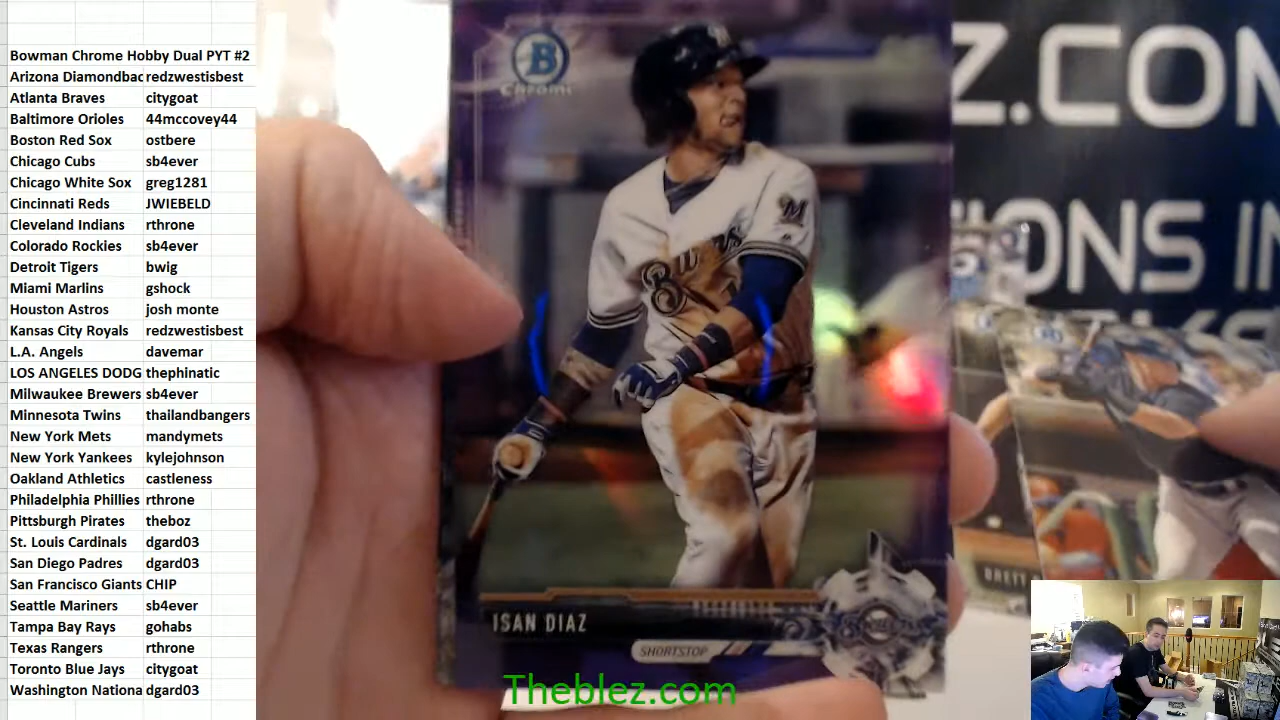 Bowman Chrome Hobby Dual PYT #2
Arizona Diamondbac redzwestisbest
Atlanta Braves citygoat
Baltimore Orioles 44mccovey44
Boston Red Sox ostbere
Chicago Cubs sb4ever
Chicago White Sox greg1281
Cincinnati Reds JWIEBELD
Cleveland Indians rthrone
Colorado Rockies sb4ever
Detroit Tigers bwig
Miami Marlins gshock
Houston Astros josh monte
Kansas City Royals redzwestisbest
L.A. Angels davemar
LOS ANGELES DODG thephinatic
Milwaukee Brewers sb4ever
Minnesota Twins thailandbangers
New York Mets mandymets
New York Yankees kylejohnson
Oakland Athletics castleness
Philadelphia Phillies rthrone
Pittsburgh Pirates theboz
St. Louis Cardinals dgard03
San Diego Padres dgard03
San Francisco Giants CHIP
Seattle Mariners sb4ever
Tampa Bay Rays gohabs
Texas Rangers rthrone
Toronto Blue Jays citygoat
Washington Nationa dgard03
B
Chrome
M
ISAN DIAZ
SHORTSTOP
Z.COM
ONS IN
BRETT
Theblez.com